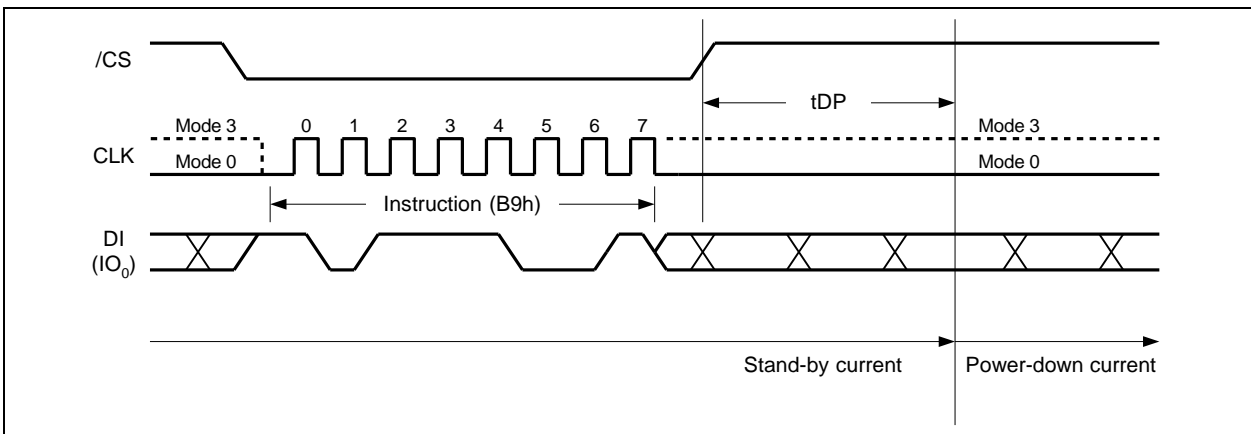 /CS
tDP
Mode 3 0 1 2 3 4 5 6 7 Mode 3
CLK
Mode 0 Mode 0
Instruction (B9h)
DI
(IO₀)
Stand-by current Power-down current